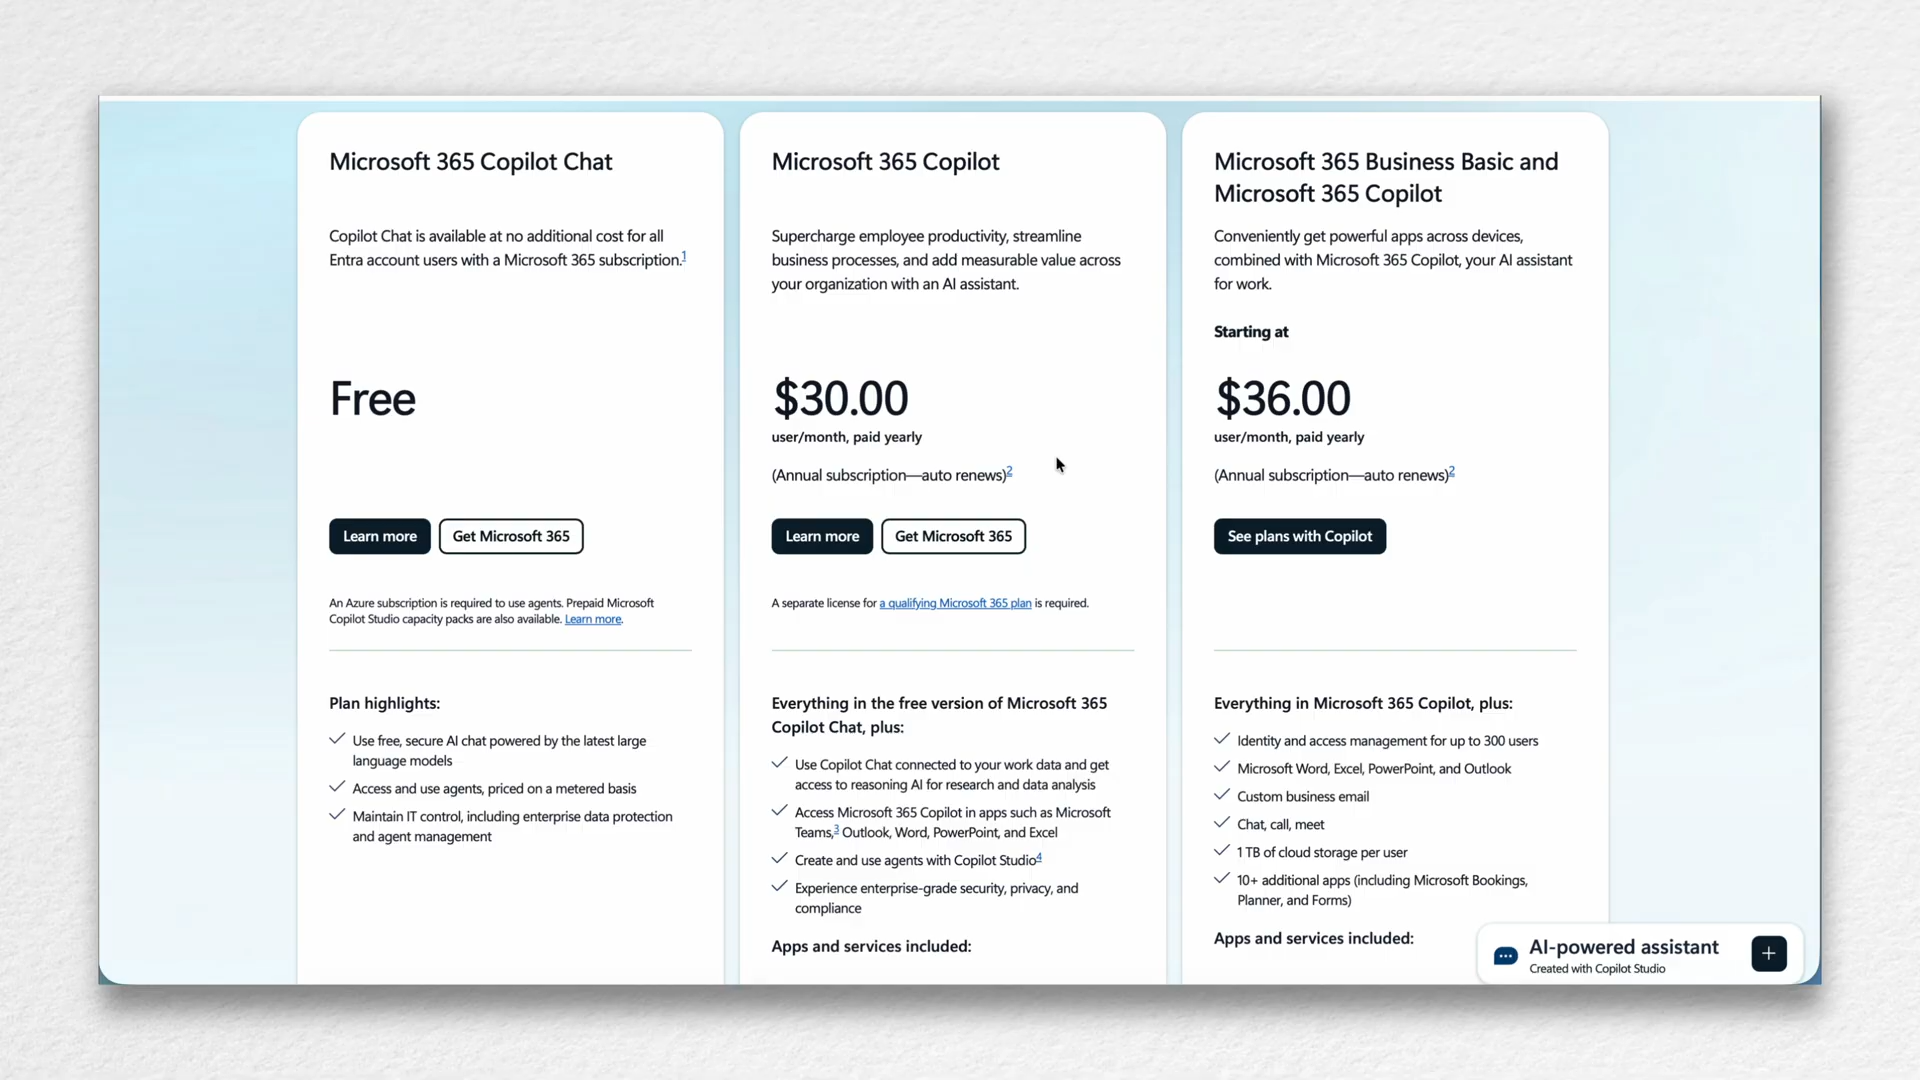 Microsoft 365 Copilot Chat
Copilot Chat is available at no additional cost for all
Entra account users with a Microsoft 365 subscription.1
Free
Learn more
Get Microsoft 365
An Azure subscription is required to use agents. Prepaid Microsoft
Copilot Studio capacity packs are also available. Learn more.
Plan highlights:
Use free, secure AI chat powered by the latest large
language models
Access and use agents, priced on a metered basis
Maintain IT control, including enterprise data protection
and agent management
Microsoft 365 Copilot
Supercharge employee productivity, streamline
business processes, and add measurable value across
your organization with an AI assistant.
$30.00
user/month, paid yearly
(Annual subscription—auto renews)2
Learn more
Get Microsoft 365
A separate license for a qualifying Microsoft 365 plan is required.
Everything in the free version of Microsoft 365
Copilot Chat, plus:
Use Copilot Chat connected to your work data and get
access to reasoning AI for research and data analysis
Access Microsoft 365 Copilot in apps such as Microsoft
Teams,3 Outlook, Word, PowerPoint, and Excel
Create and use agents with Copilot Studio4
Experience enterprise-grade security, privacy, and
compliance
Apps and services included:
Microsoft 365 Business Basic and
Microsoft 365 Copilot
Conveniently get powerful apps across devices,
combined with Microsoft 365 Copilot, your AI assistant
for work.
Starting at
$36.00
user/month, paid yearly
(Annual subscription—auto renews)2
See plans with Copilot
Everything in Microsoft 365 Copilot, plus:
Identity and access management for up to 300 users
Microsoft Word, Excel, PowerPoint, and Outlook
Custom business email
Chat, call, meet
1 TB of cloud storage per user
10+ additional apps (including Microsoft Bookings,
Planner, and Forms)
Apps and services included:
AI-powered assistant
Created with Copilot Studio